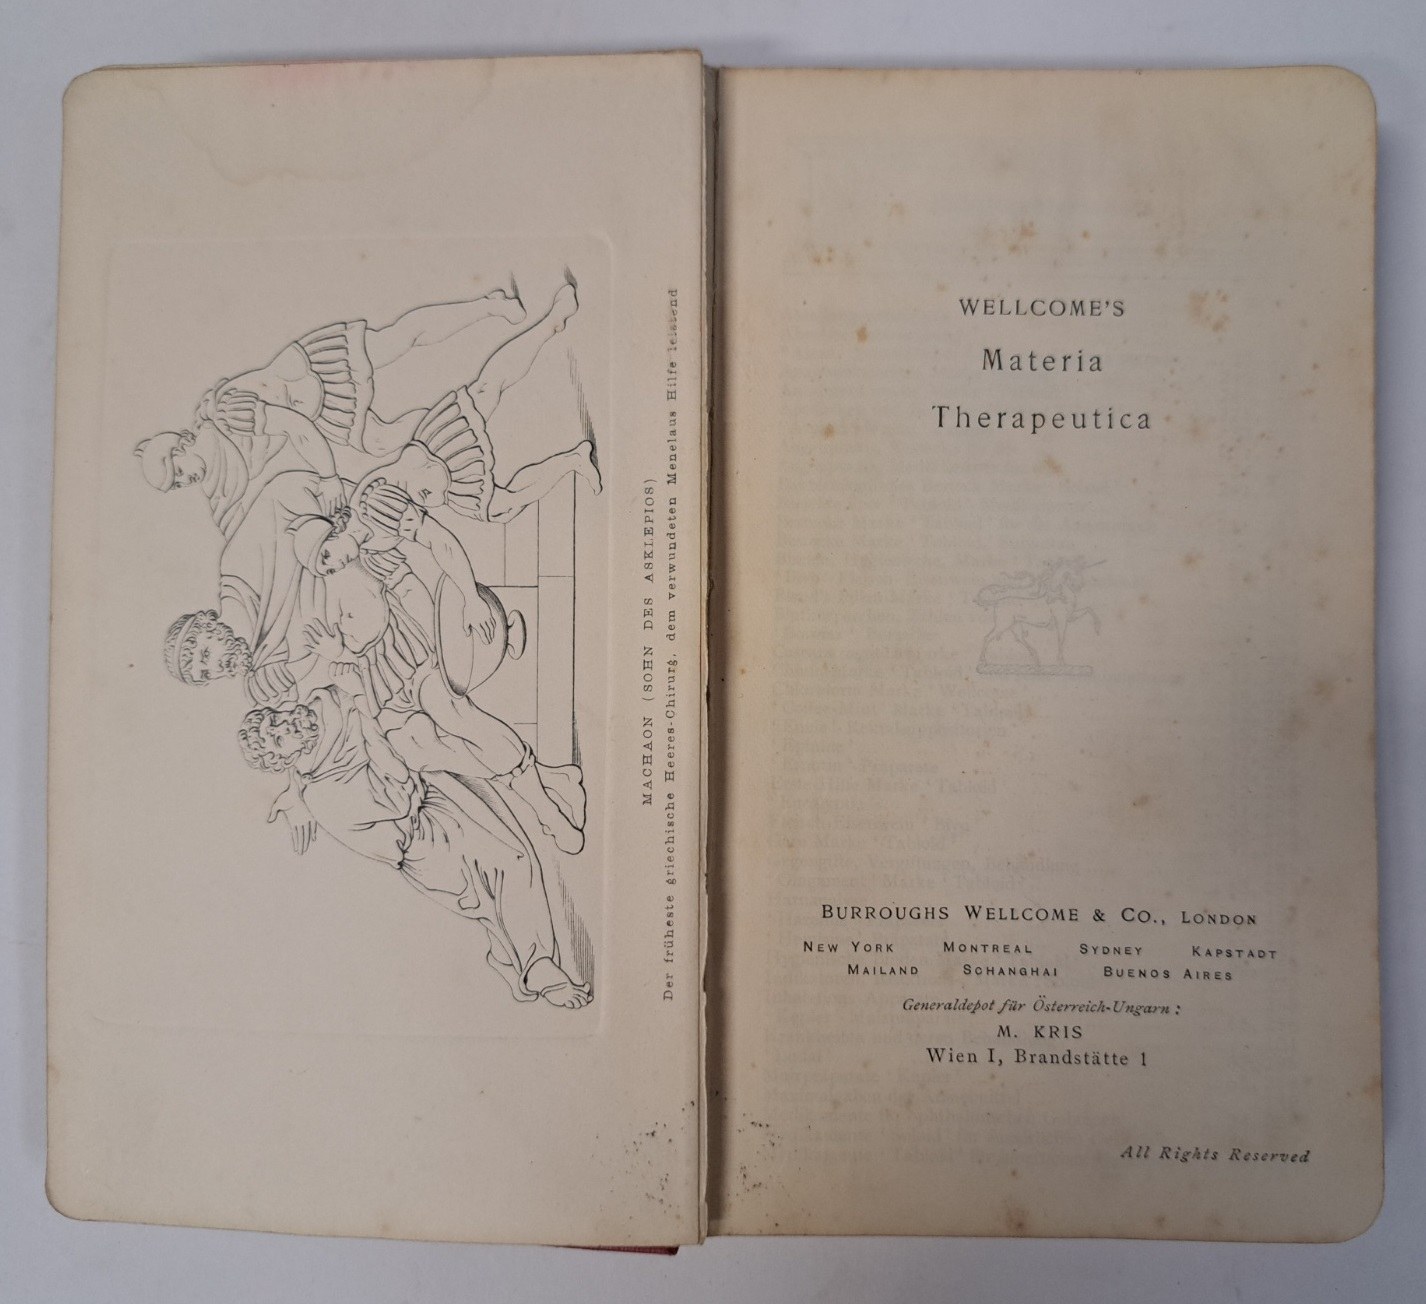 MACHAON (SOHN DES ASKLEPIOS)
Der früheste griechische Heeres-Chirurg, dem verwundeten Menelaus Hilfe leistend
WELLCOME'S
Materia
Therapeutica
BURROUGHS WELLCOME & CO., LONDON
NEW YORK MONTREAL SYDNEY KAPSTADT
MAILAND SCHANGHAI BUENOS AIRES
Generaldepot für Österreich-Ungarn:
M. KRIS
Wien I, Brandstätte 1
All Rights Reserved